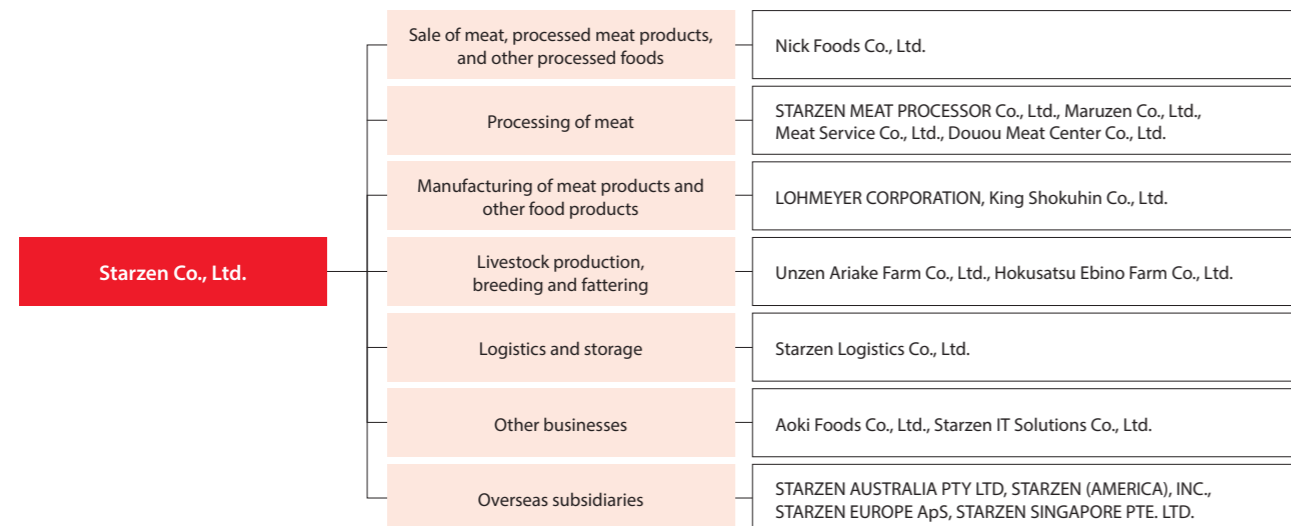 Starzen Co., Ltd.
Sale of meat, processed meat products,
and other processed foods
Nick Foods Co., Ltd.
Processing of meat
STARZEN MEAT PROCESSOR Co., Ltd., Maruzen Co., Ltd.,
Meat Service Co., Ltd., Douou Meat Center Co., Ltd.
Manufacturing of meat products and
other food products
LOHMEYER CORPORATION, King Shokuhin Co., Ltd.
Livestock production,
breeding and fattering
Unzen Ariake Farm Co., Ltd., Hokusatsu Ebino Farm Co., Ltd.
Logistics and storage
Starzen Logistics Co., Ltd.
Other businesses
Aoki Foods Co., Ltd., Starzen IT Solutions Co., Ltd.
Overseas subsidiaries
STARZEN AUSTRALIA PTY LTD, STARZEN (AMERICA), INC.,
STARZEN EUROPE ApS, STARZEN SINGAPORE PTE. LTD.